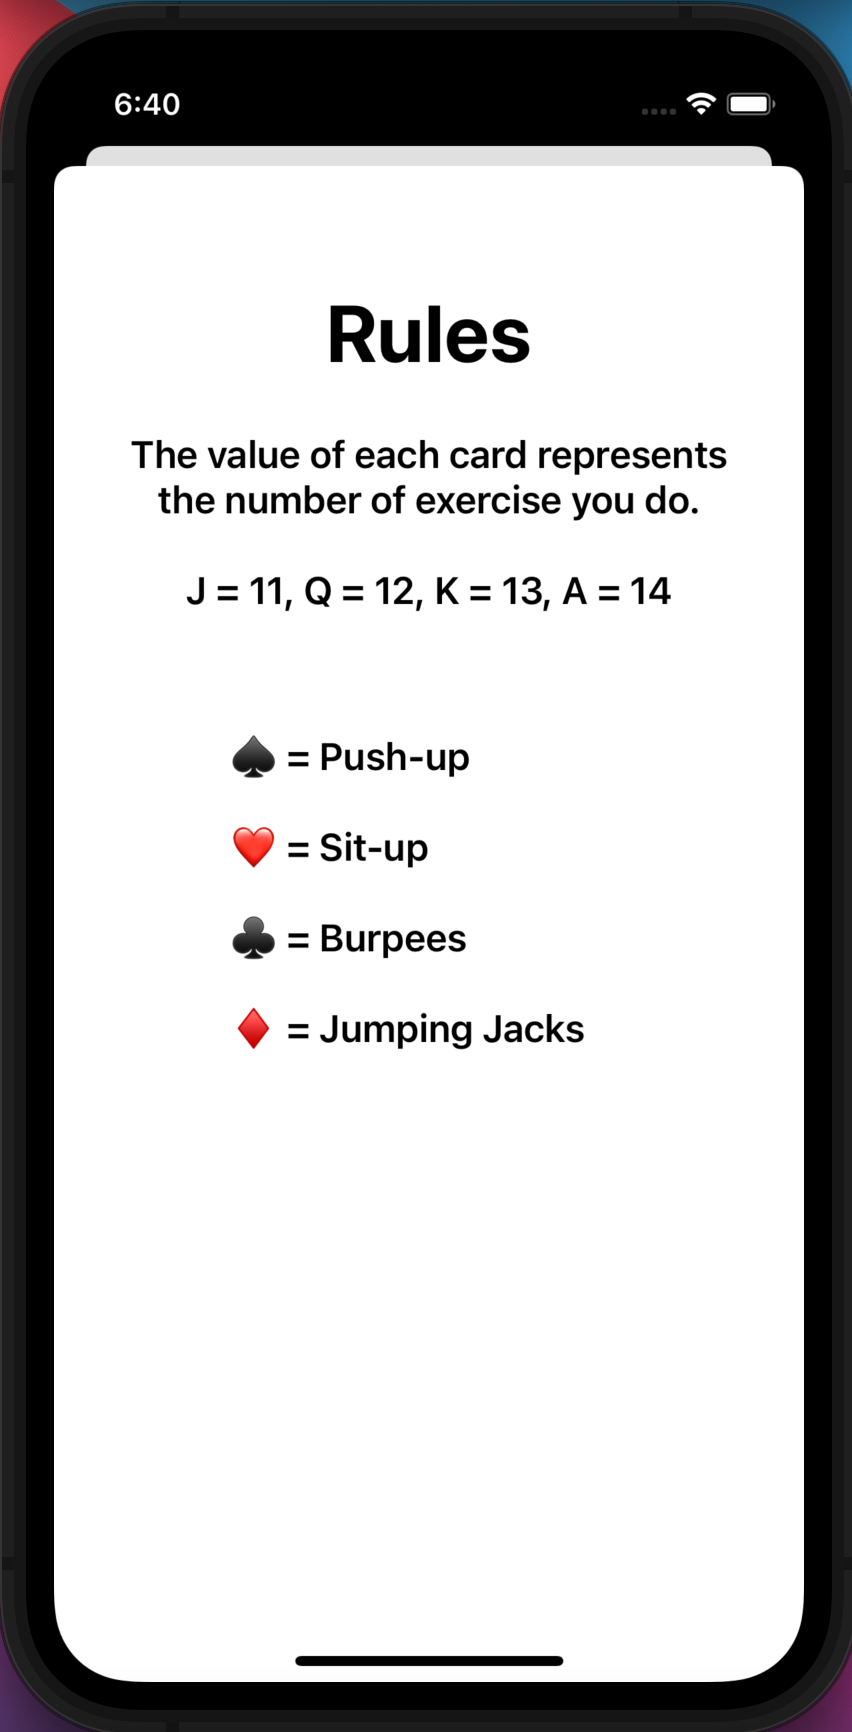 6:40
Rules
The value of each card represents
the number of exercise you do.
J = 11, Q = 12, K = 13, A = 14
♠️ = Push-up
❤️ = Sit-up
♣️ = Burpees
♦️ = Jumping Jacks